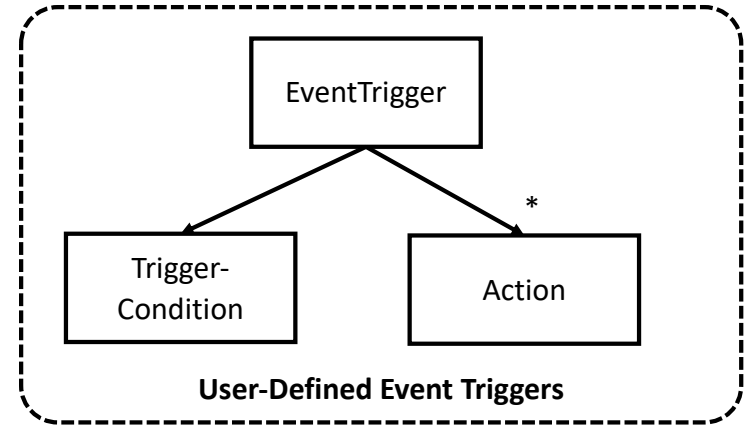 EventTrigger
*
Trigger-
Condition
Action
User-Defined Event Triggers